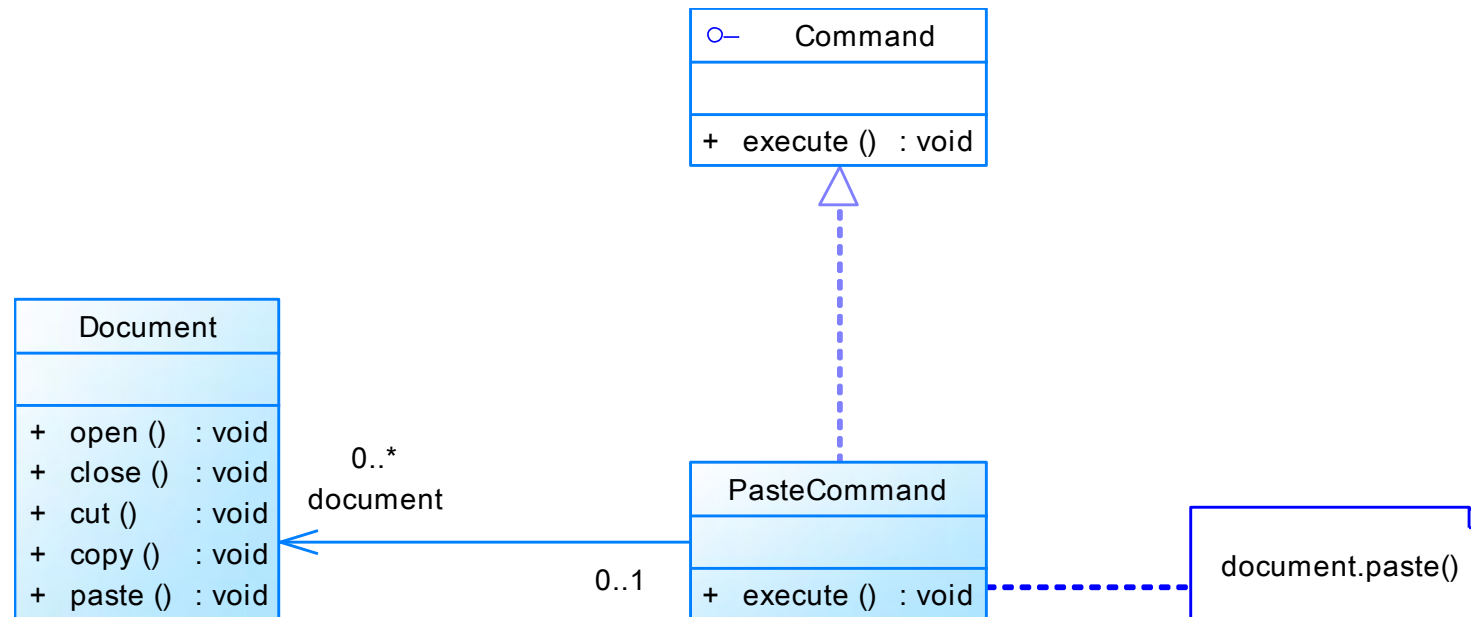 Command
+ execute () : void
Document
+ open () : void
+ close () : void
+ cut () : void
+ copy () : void
+ paste () : void
0..*
document
0..1
PasteCommand
+ execute () : void
document.paste()